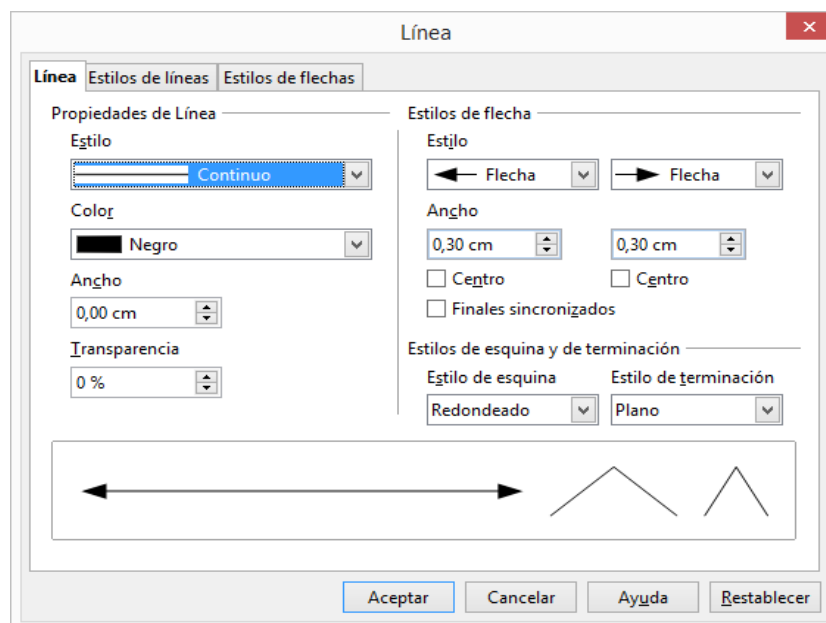 Línea
Línea Estilos de líneas Estilos de flechas
Propiedades de Línea
Estilo
Continuo
Color
Negro
Ancho
0,00 cm
Transparencia
0 %
Estilos de flecha
Estilo
Flecha Flecha
Ancho
0,30 cm 0,30 cm
Centro Centro
Finales sincronizados
Estilos de esquina y de terminación
Estilo de esquina Estilo de terminación
Redondeado Plano
Aceptar Cancelar Ayuda Restablecer